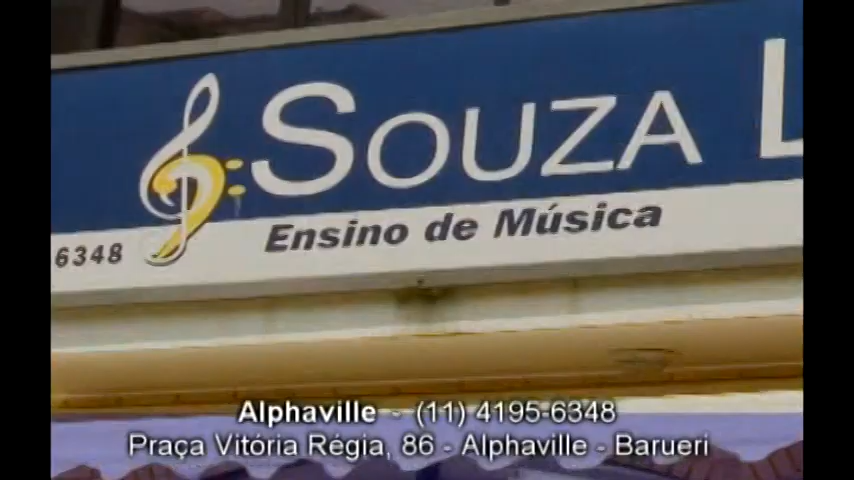 SOUZA L
Ensino de Música
6348
Alphaville - (11) 4195-6348
Praça Vitória Régia, 86 - Alphaville - Barueri